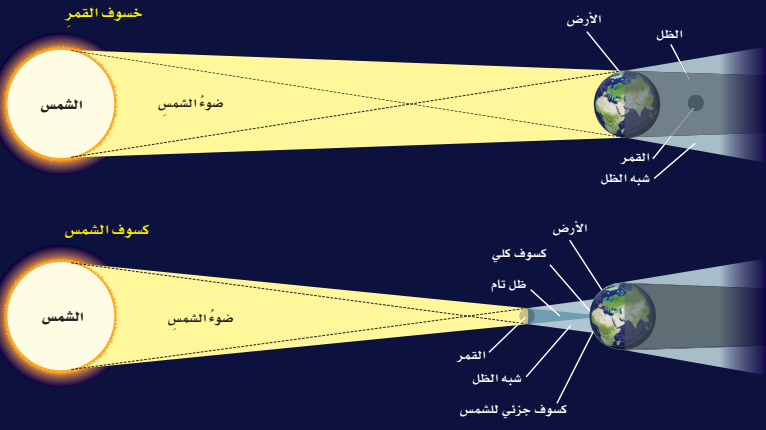 خسوف القمرِ
الأرض
الظل
الشمس
ضوءُ الشمسِ
القمر
شبه الظل
كسوف الشمس
الأرض
كسوف كلي
ظل تام
الشمس
ضوءُ الشمسِ
القمر
شبه الظل
كسوف جزئي للشمس